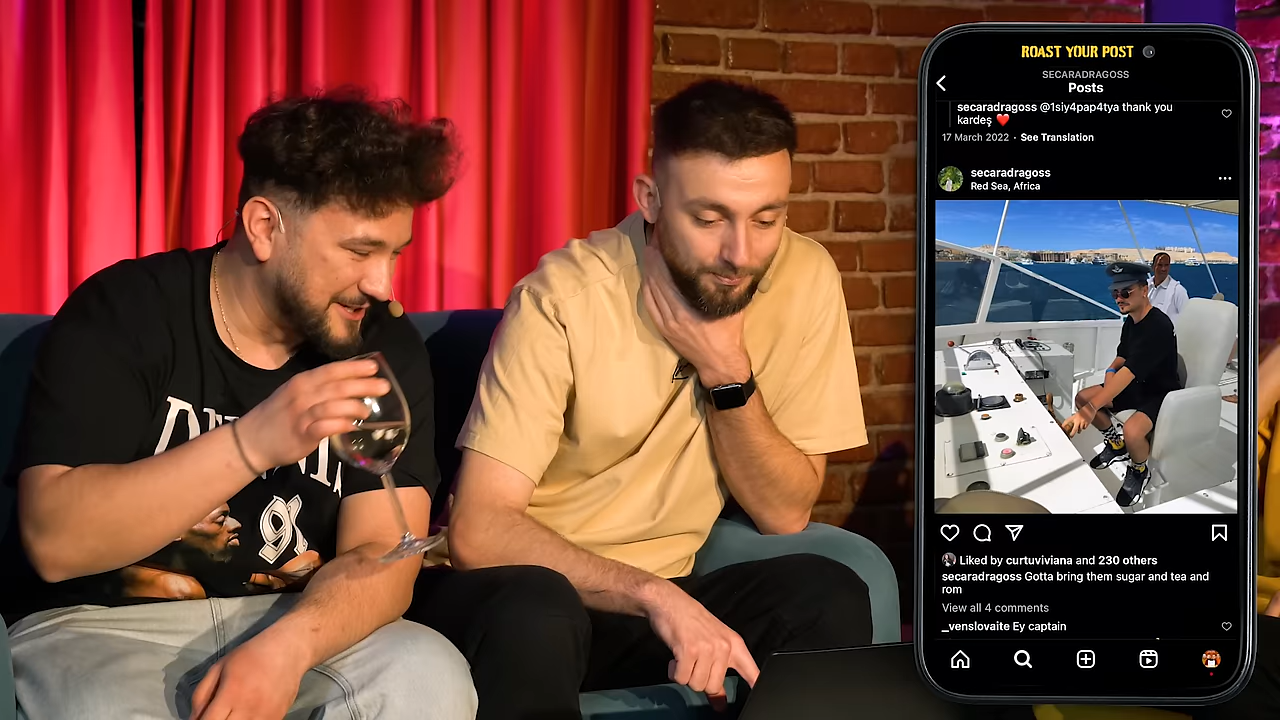 ROAST YOUR POST
SECARADRAGOSS
Posts
secaradragoss @1siy4pap4tya thank you
kardeş ❤️
17 March 2022 · See Translation
secaradragoss
Red Sea, Africa
Liked by curtuviviana and 230 others
secaradragoss Gotta bring them sugar and tea and
rom
View all 4 comments
_venslovaite Ey captain